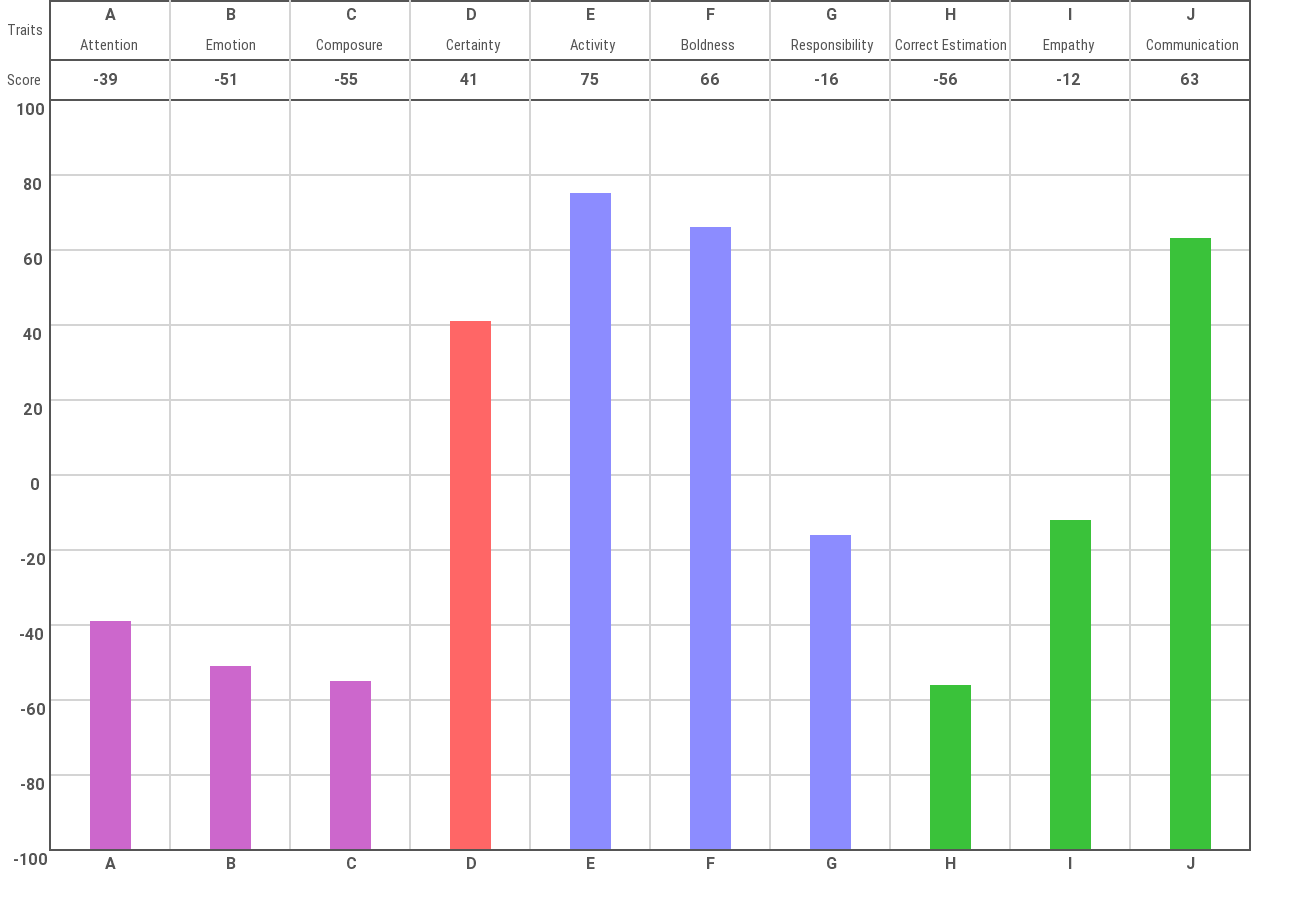 A B C D E F G H I J
Traits
Attention Emotion Composure Certainty Activity Boldness Responsibility Correct Estimation Empathy Communication
Score -39 -51 -55 41 75 66 -16 -56 -12 63
100
80
60
40
20
0
-20
-40
-60
-80
-100
A B C D E F G H I J